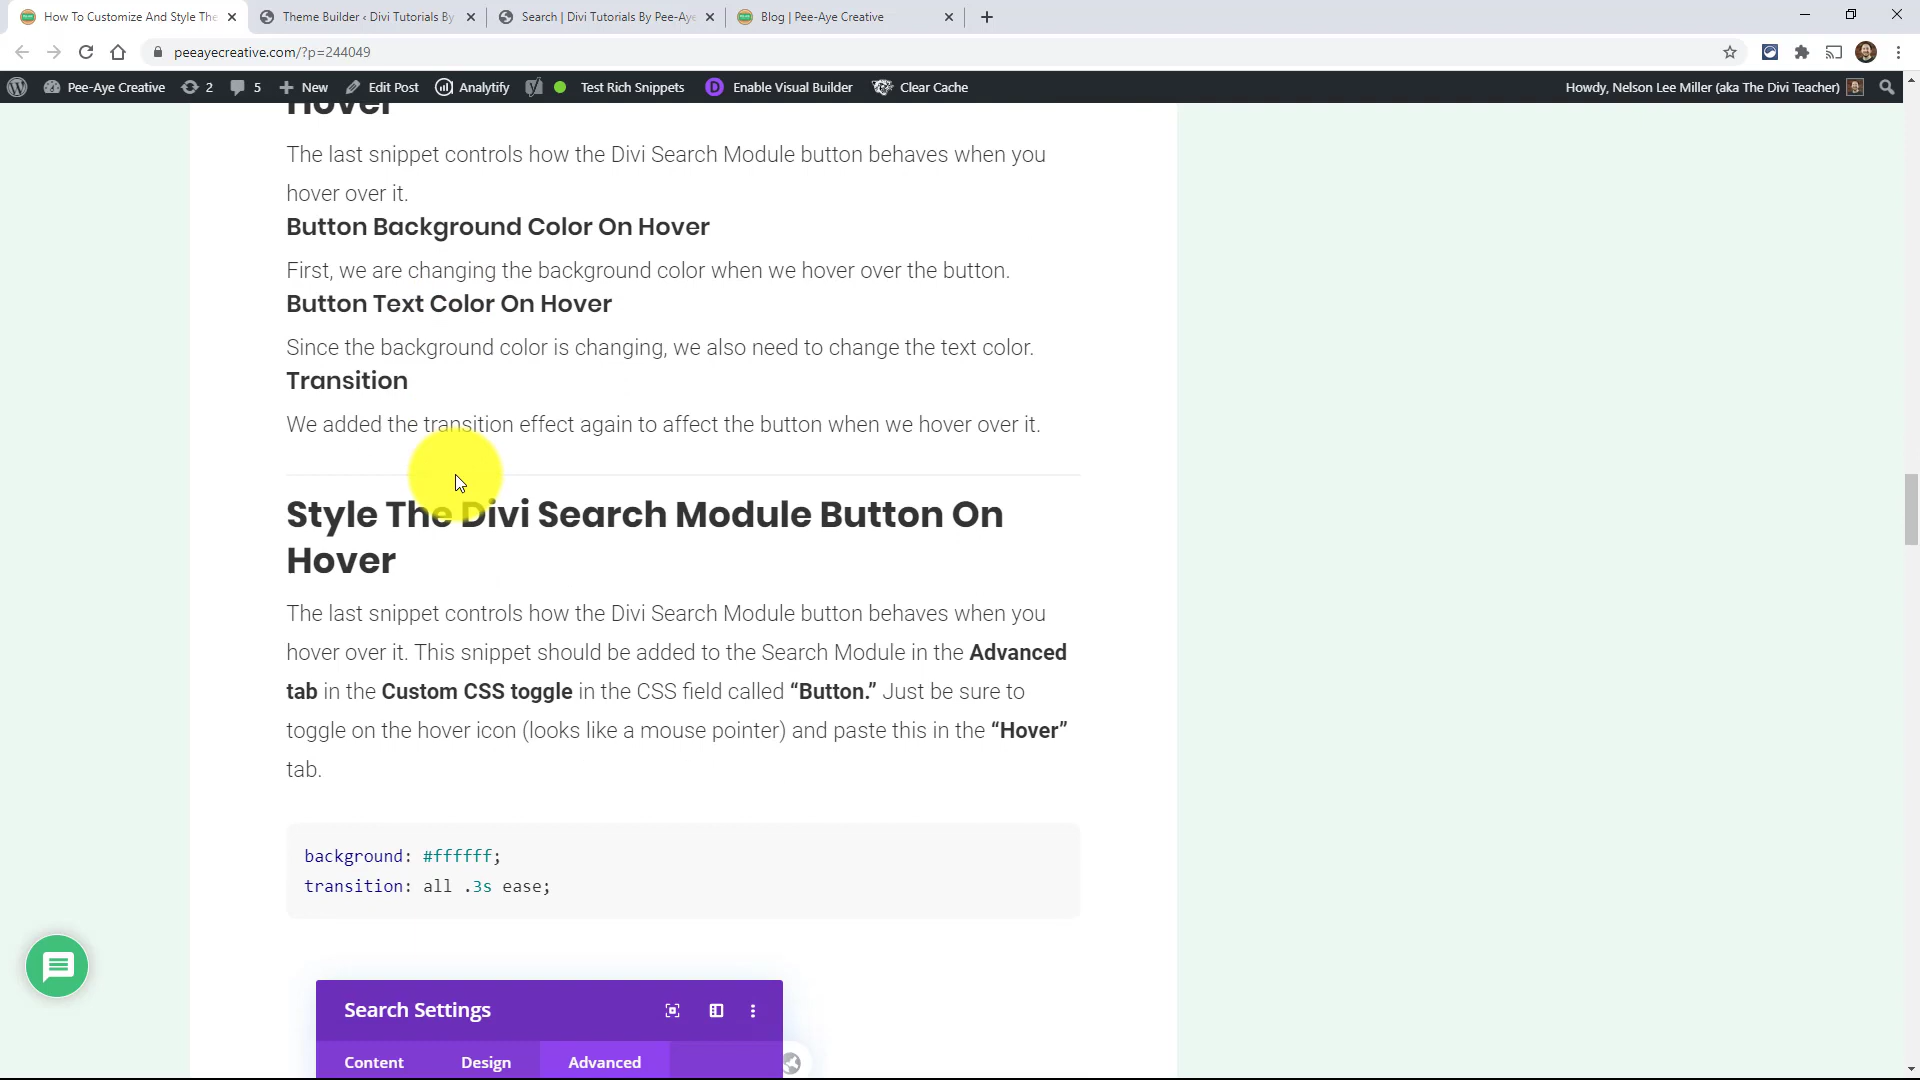 How To Customize And Style The
Theme Builder ‹ Divi Tutorials By
Search | Divi Tutorials By Pee-Aye
Blog | Pee-Aye Creative
peeayecreative.com/?p=244049
Pee-Aye Creative
2
5
New
Edit Post
Analytify
Test Rich Snippets
D
Enable Visual Builder
Clear Cache
Howdy, Nelson Lee Miller (aka The Divi Teacher)
Hover
The last snippet controls how the Divi Search Module button behaves when you
hover over it.
Button Background Color On Hover
First, we are changing the background color when we hover over the button.
Button Text Color On Hover
Since the background color is changing, we also need to change the text color.
Transition
We added the transition effect again to affect the button when we hover over it.
Style The Divi Search Module Button On
Hover
The last snippet controls how the Divi Search Module button behaves when you
hover over it. This snippet should be added to the Search Module in the Advanced
tab in the Custom CSS toggle in the CSS field called “Button.” Just be sure to
toggle on the hover icon (looks like a mouse pointer) and paste this in the “Hover”
tab.
background: #ffffff;
transition: all .3s ease;
Search Settings
Content
Design
Advanced